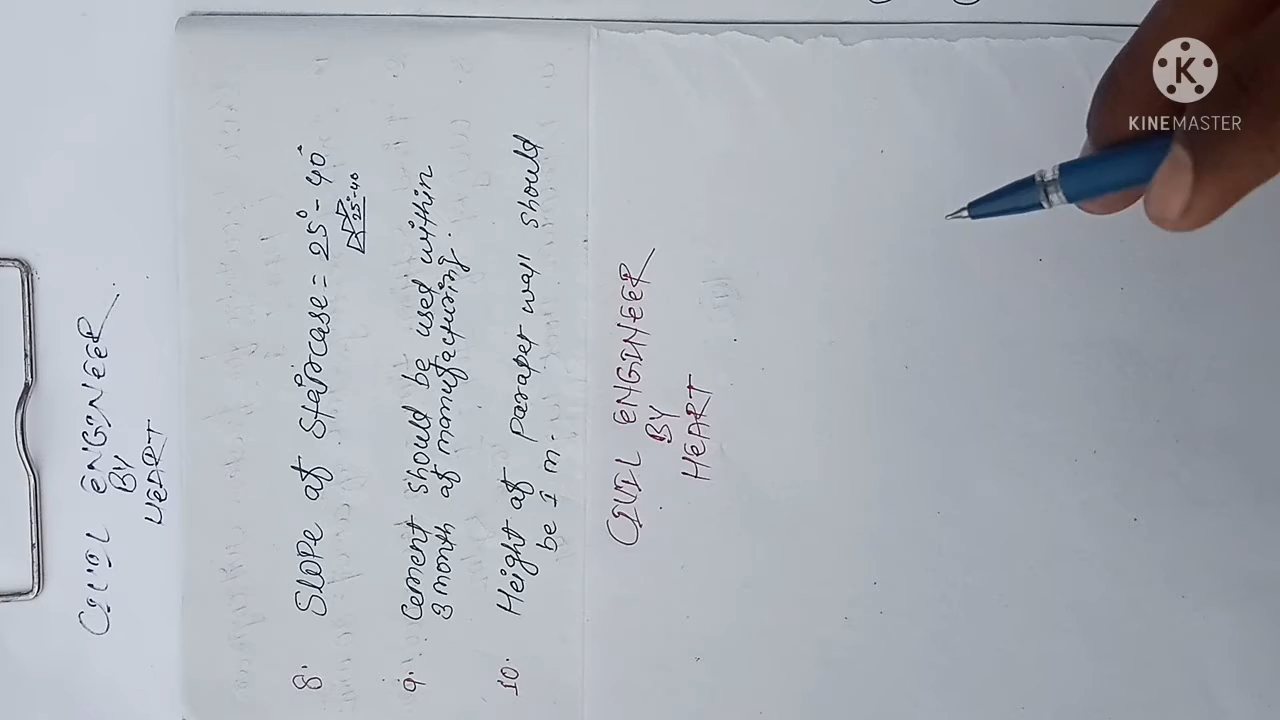 CIVIL ENGINEER
BY
HEART
8. Slope of Staircase = 25° - 40°
25°-40
9. Cement should be used within
3 month of manufacturing.
10. Height of parapet wall should
be 1 m.
CIVIL ENGINEER
BY
HEART
KINEMASTER